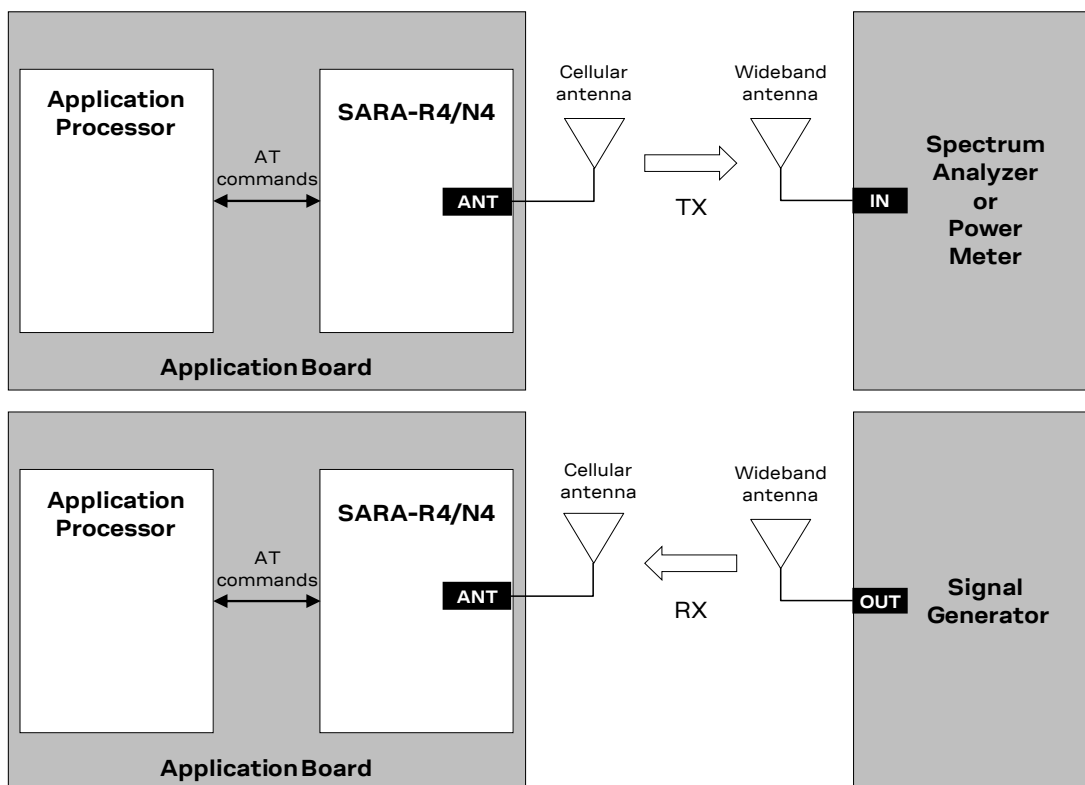 Application
Processor
AT
commands
SARA-R4/N4
ANT
Application Board
Cellular
antenna
TX
Wideband
antenna
IN
Spectrum
Analyzer
or
Power
Meter
Application
Processor
AT
commands
SARA-R4/N4
ANT
Application Board
Cellular
antenna
RX
Wideband
antenna
OUT
Signal
Generator